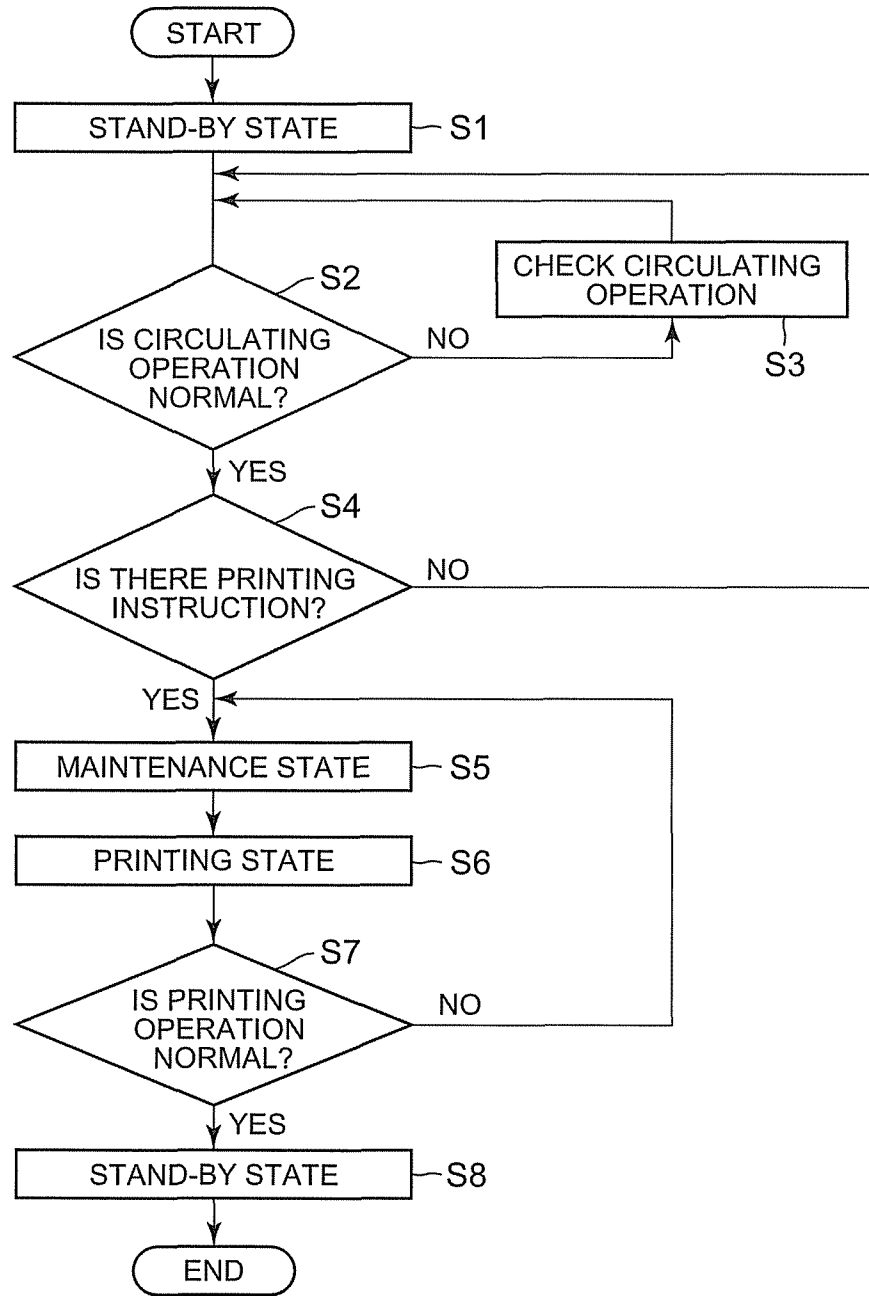 START
STAND-BY STATE
S1
S2
IS CIRCULATING
OPERATION
NORMAL?
NO
CHECK CIRCULATING
OPERATION
S3
YES
S4
IS THERE PRINTING
INSTRUCTION?
NO
YES
MAINTENANCE STATE
S5
PRINTING STATE
S6
S7
IS PRINTING
OPERATION
NORMAL?
NO
YES
STAND-BY STATE
S8
END